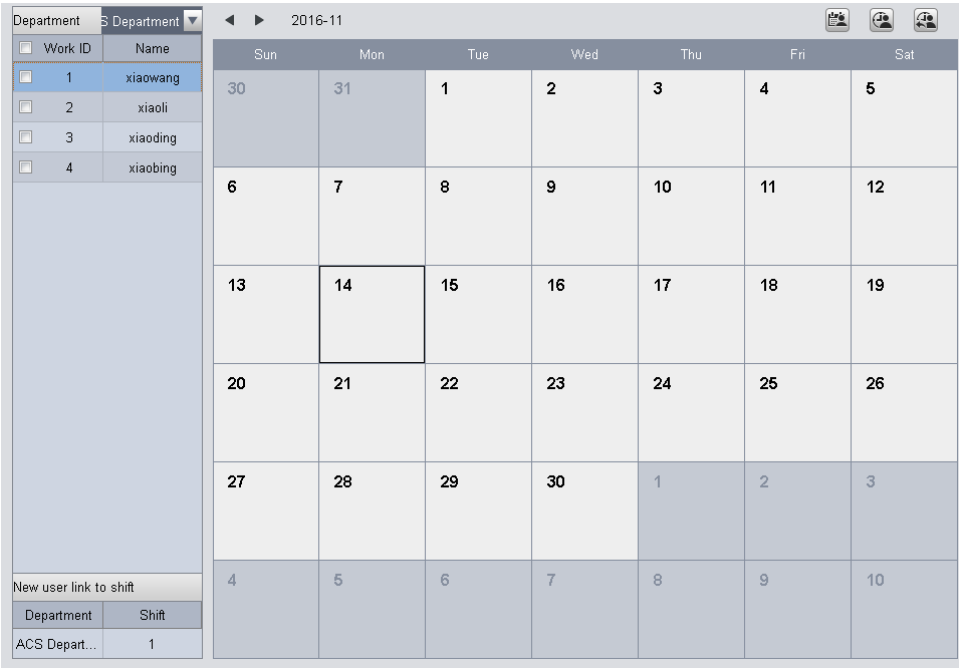 Department S Department
2016-11
Work ID Name
1 xiaowang
2 xiaoli
3 xiaoding
4 xiaobing
Sun Mon Tue Wed Thu Fri Sat
30 31 1 2 3 4 5
6 7 8 9 10 11 12
13 14 15 16 17 18 19
20 21 22 23 24 25 26
27 28 29 30 1 2 3
4 5 6 7 8 9 10
New user link to shift
Department Shift
ACS Depart... 1